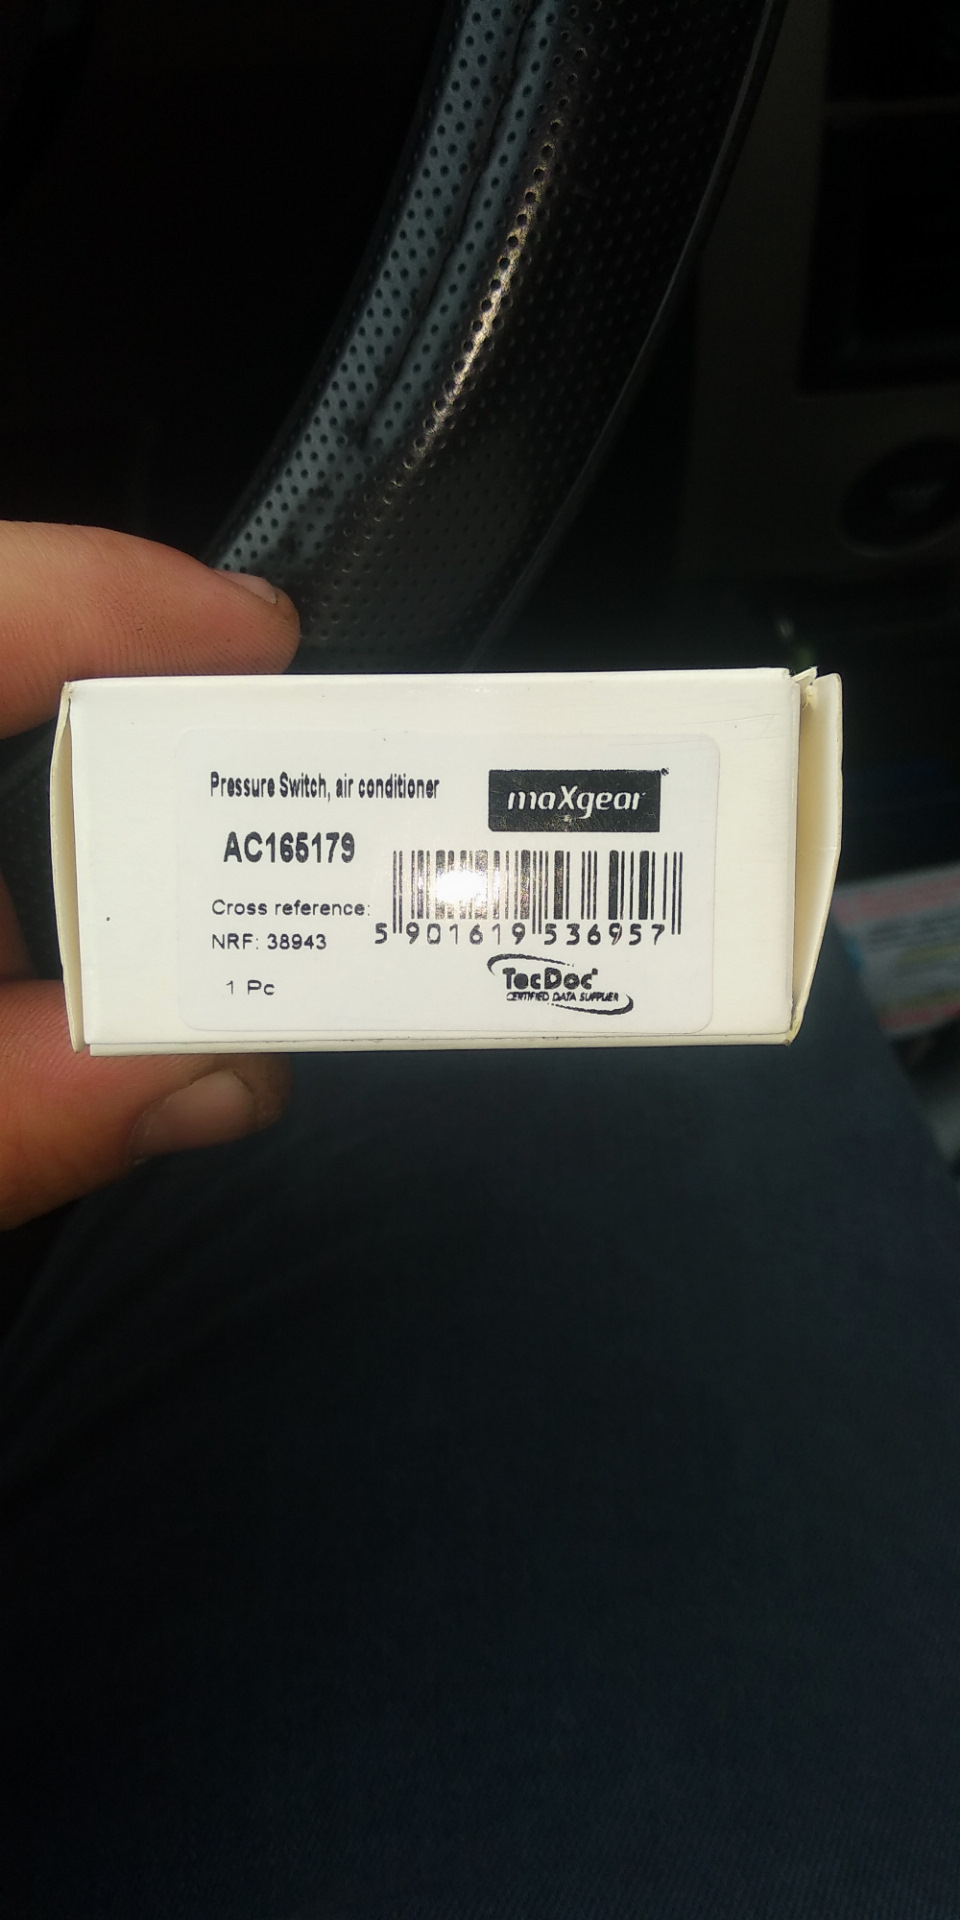 Pressure Switch, air conditioner
maXgear
AC165179
Cross reference:
NRF: 38943
5 901619 536957
1 Pc
TecDoc
CERTIFIED DATA SUPPLIER